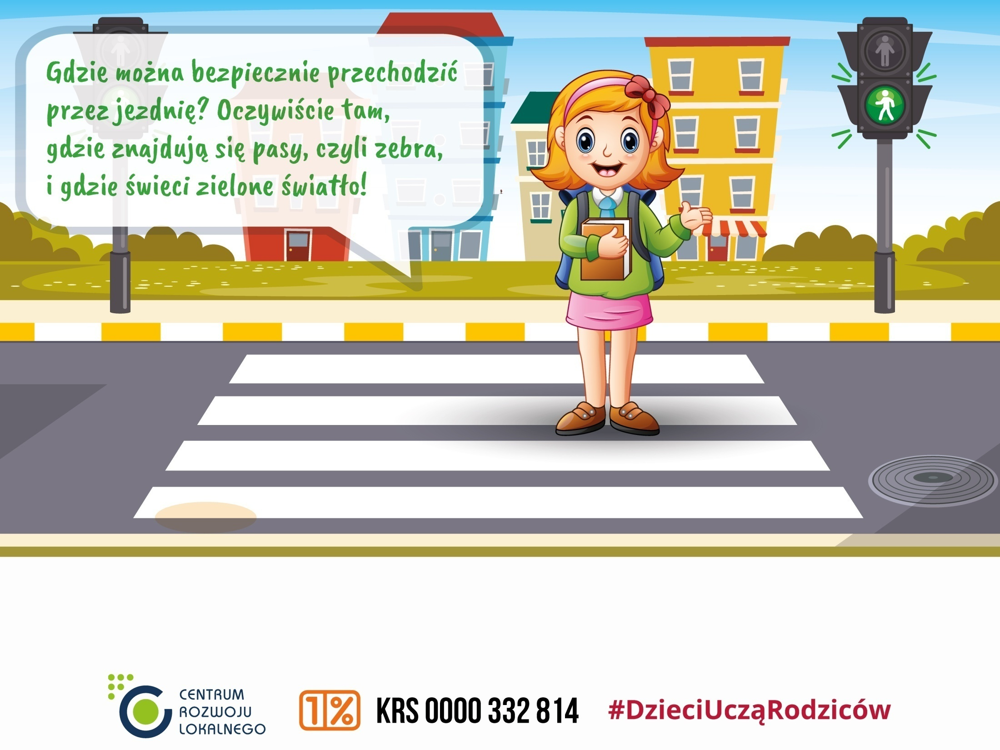 Gdzie można bezpiecznie przechodzić
przez jezdnię? Oczywiście tam,
gdzie znajdują się pasy, czyli zebra,
i gdzie świeci zielone światło!
CENTRUM
ROZWOJU
LOKALNEGO
1%
KRS 0000 332 814
#DzieciUcząRodziców